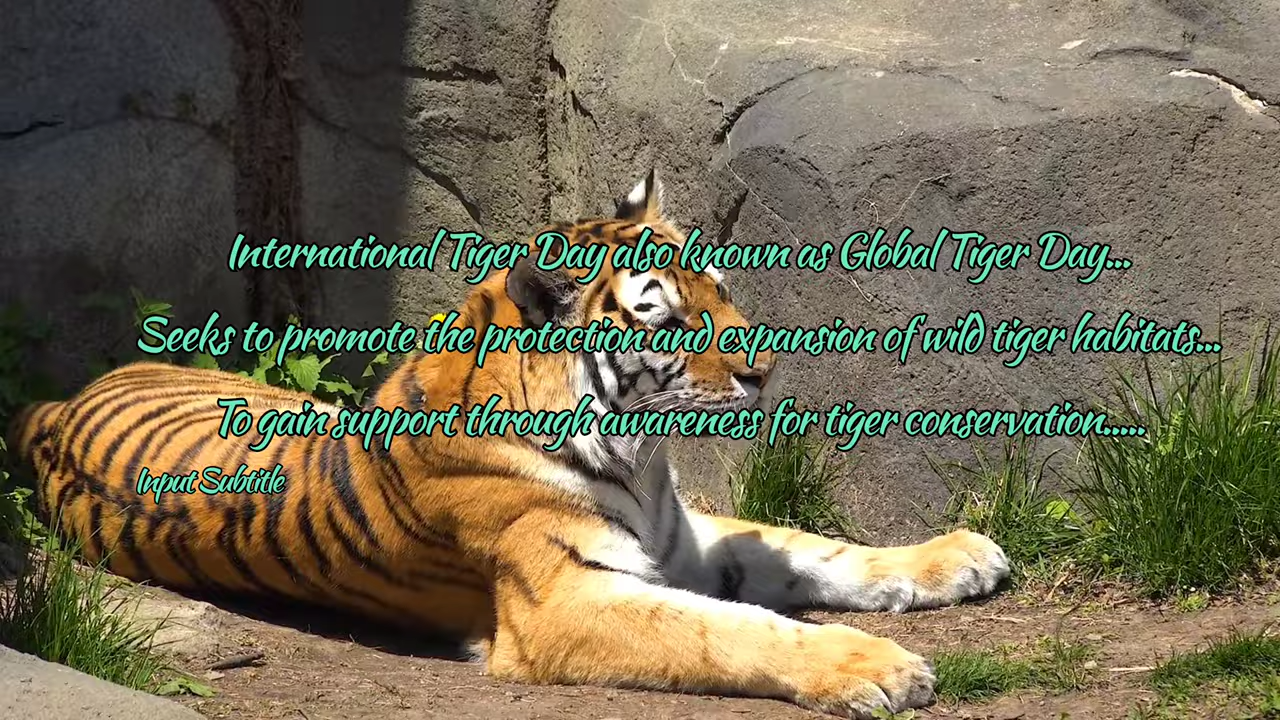 International Tiger Day also known as Global Tiger Day...
Seeks to promote the protection and expansion of wild tiger habitats...
To gain support through awareness for tiger conservation.....
Input Subtitle